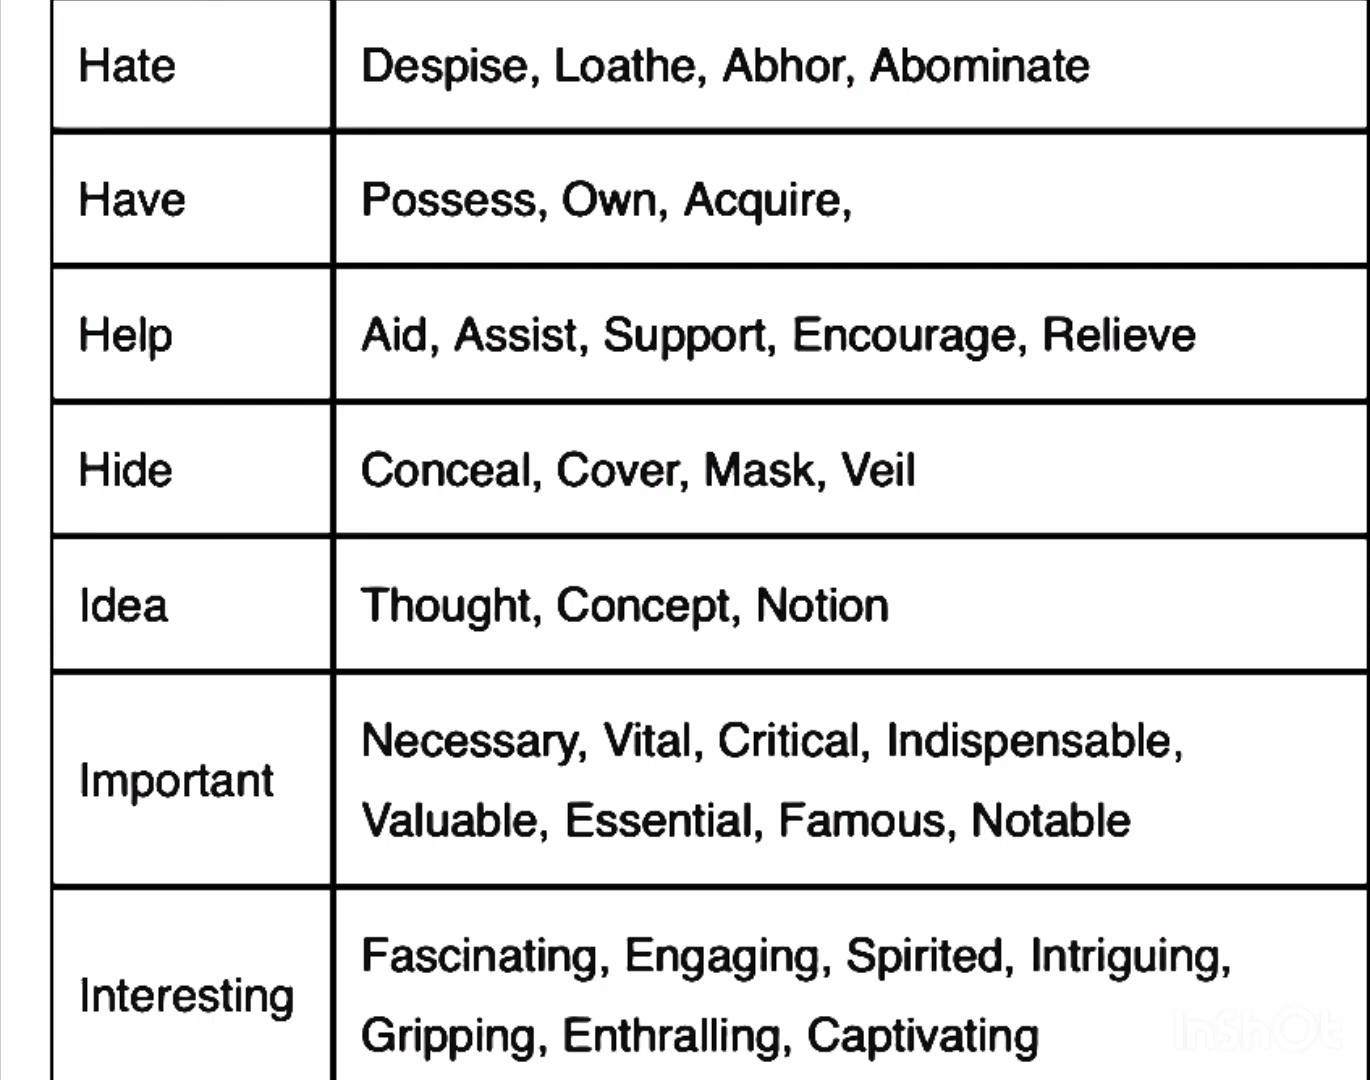 Hate Despise, Loathe, Abhor, Abominate
Have Possess, Own, Acquire,
Help Aid, Assist, Support, Encourage, Relieve
Hide Conceal, Cover, Mask, Veil
Idea Thought, Concept, Notion
Important Necessary, Vital, Critical, Indispensable,
Valuable, Essential, Famous, Notable
Interesting Fascinating, Engaging, Spirited, Intriguing,
Gripping, Enthralling, Captivating
InShOt